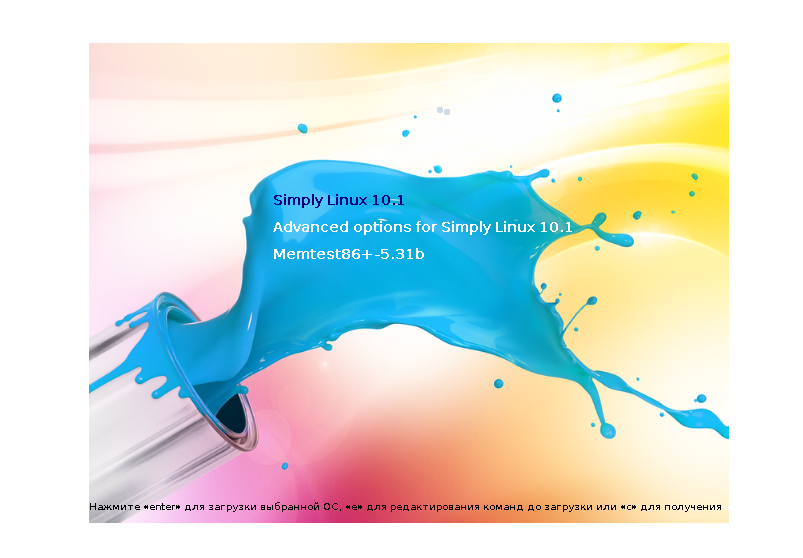 Simply Linux 10.1
Advanced options for Simply Linux 10.1
Memtest86+-5.31b
Нажмите «enter» для загрузки выбранной ОС, «e» для редактирования команд до загрузки или «c» для получения